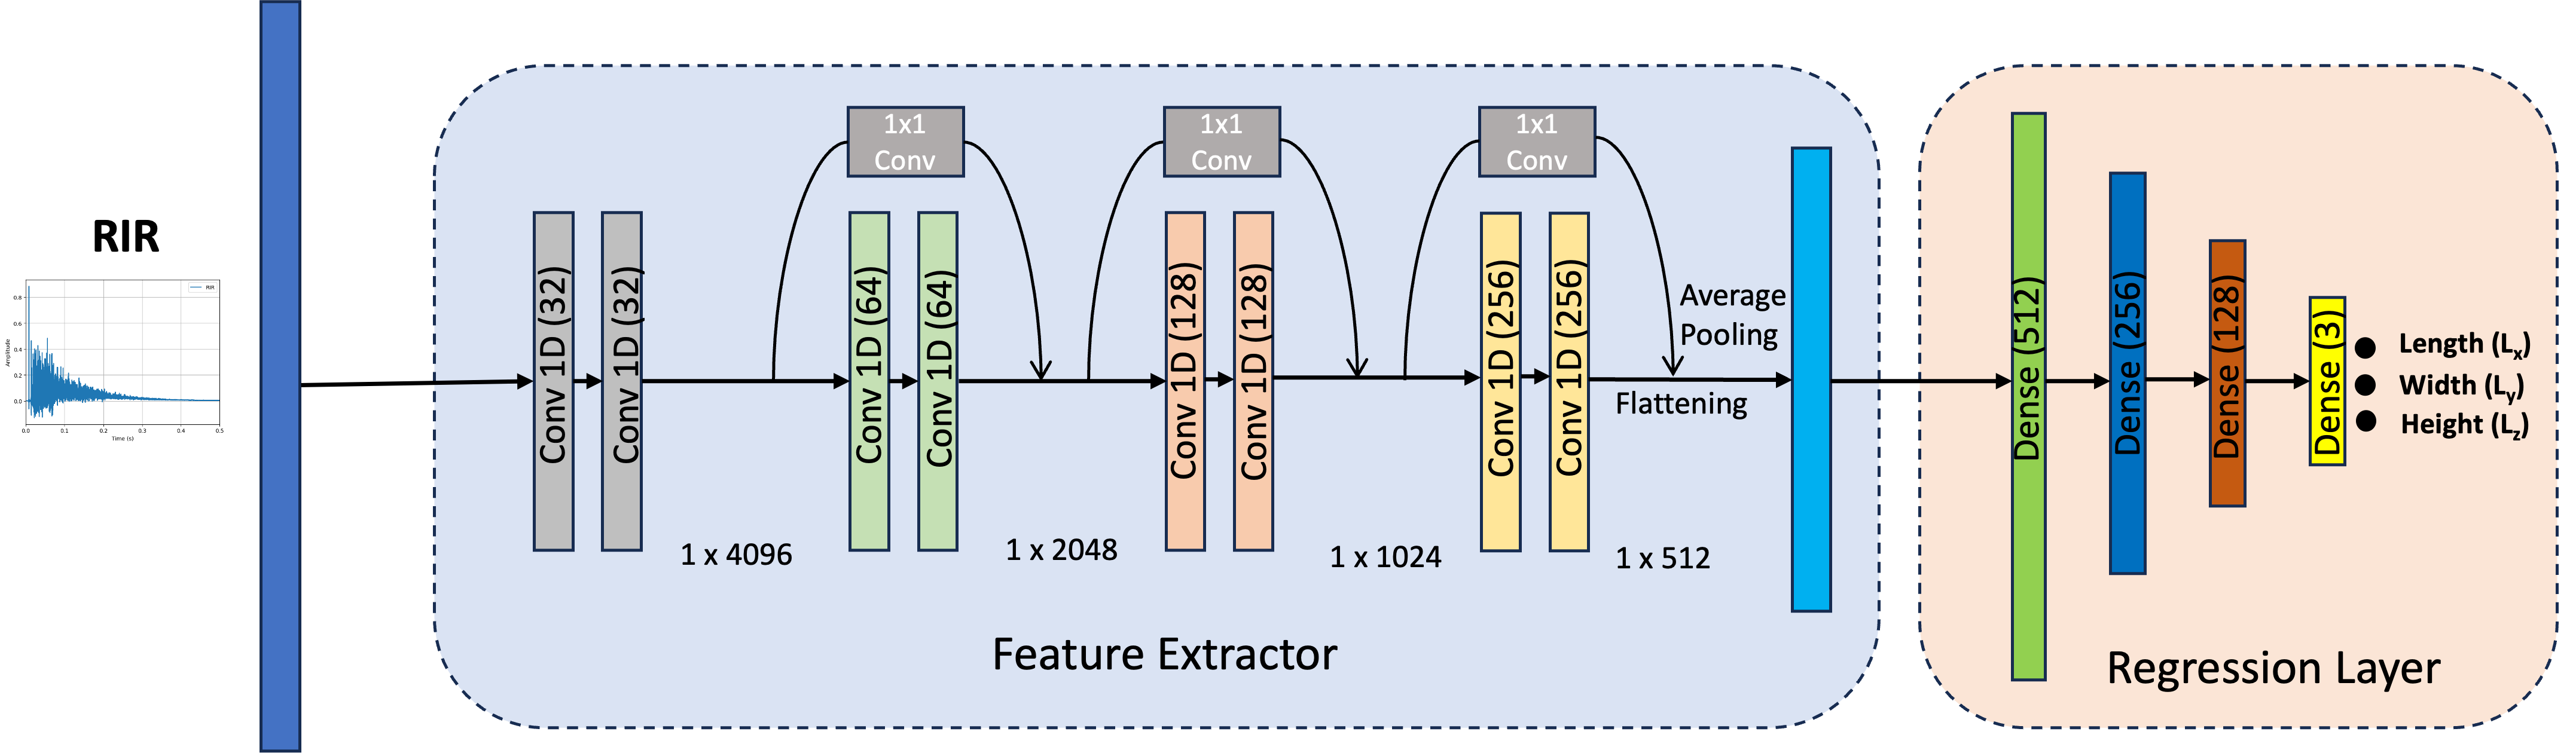 RIR
RIR
Amplitude
0.8
0.6
0.4
0.2
0.0
0.0 0.1 0.2 0.3 0.4 0.5
Time (s)
1x1
Conv
1x1
Conv
1x1
Conv
Conv 1D (32)
Conv 1D (32)
Conv 1D (64)
Conv 1D (64)
Conv 1D (128)
Conv 1D (128)
Conv 1D (256)
Conv 1D (256)
Average
Pooling
Flattening
1 x 4096
1 x 2048
1 x 1024
1 x 512
Feature Extractor
Dense (512)
Dense (256)
Dense (128)
Dense (3)
● Length (Lₓ)
● Width (L_y)
● Height (L_z)
Regression Layer